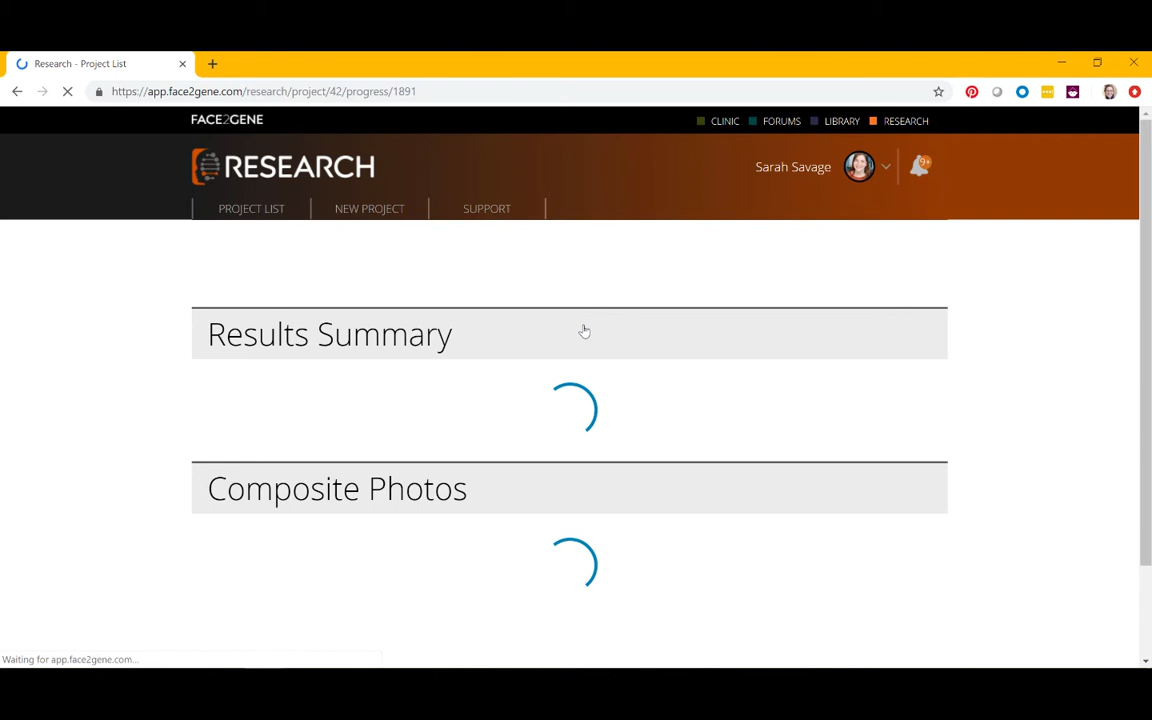 Research - Project List
https://app.face2gene.com/research/project/42/progress/1891
FACE2GENE
CLINIC FORUMS LIBRARY RESEARCH
RESEARCH
Sarah Savage
9+
PROJECT LIST NEW PROJECT SUPPORT
Results Summary
Composite Photos
Waiting for app.face2gene.com...